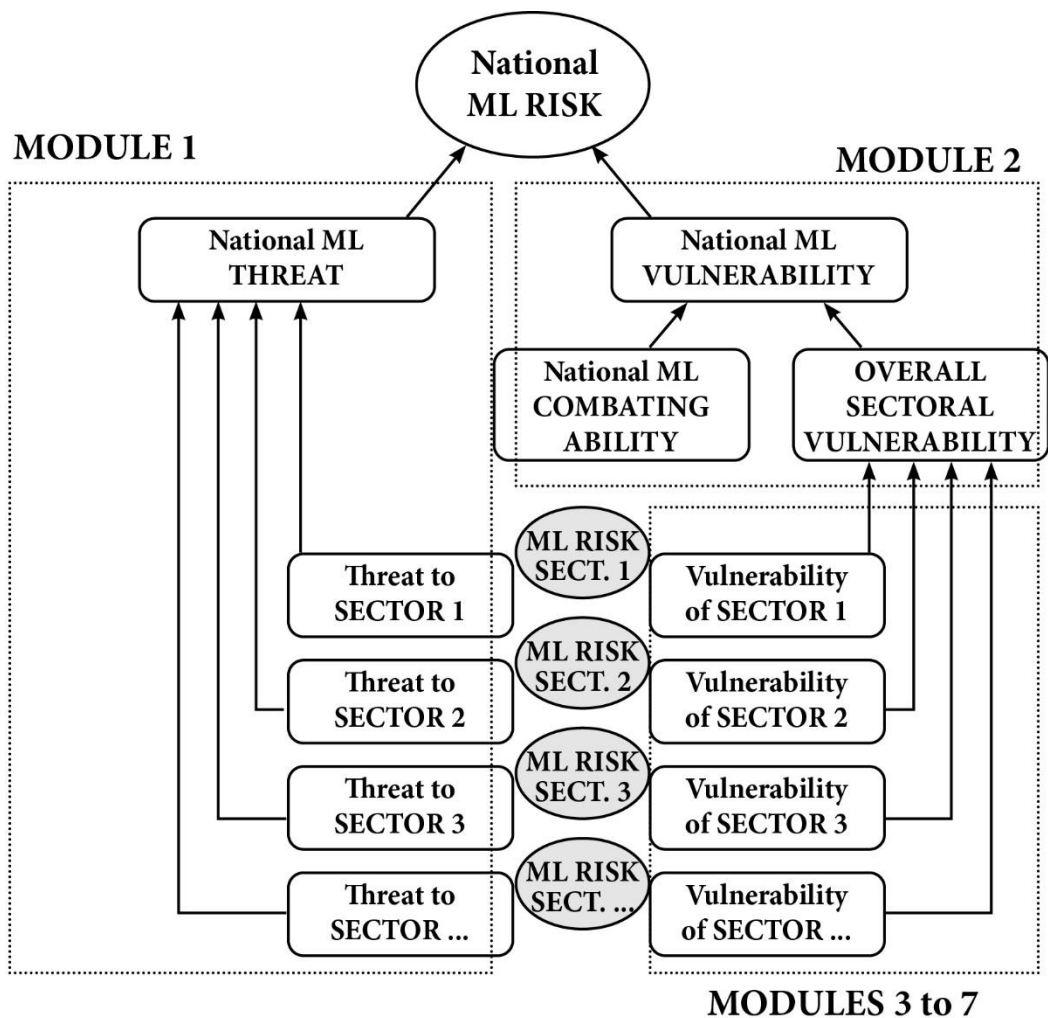 National
ML RISK
MODULE 1
MODULE 2
National ML
THREAT
National ML
VULNERABILITY
National ML
COMBATING
ABILITY
OVERALL
SECTORAL
VULNERABILITY
ML RISK
SECT. 1
Threat to
SECTOR 1
Vulnerability
of SECTOR 1
ML RISK
SECT. 2
Threat to
SECTOR 2
Vulnerability
of SECTOR 2
ML RISK
SECT. 3
Threat to
SECTOR 3
Vulnerability
of SECTOR 3
ML RISK
SECT. ...
Threat to
SECTOR ...
Vulnerability
of SECTOR ...
MODULES 3 to 7